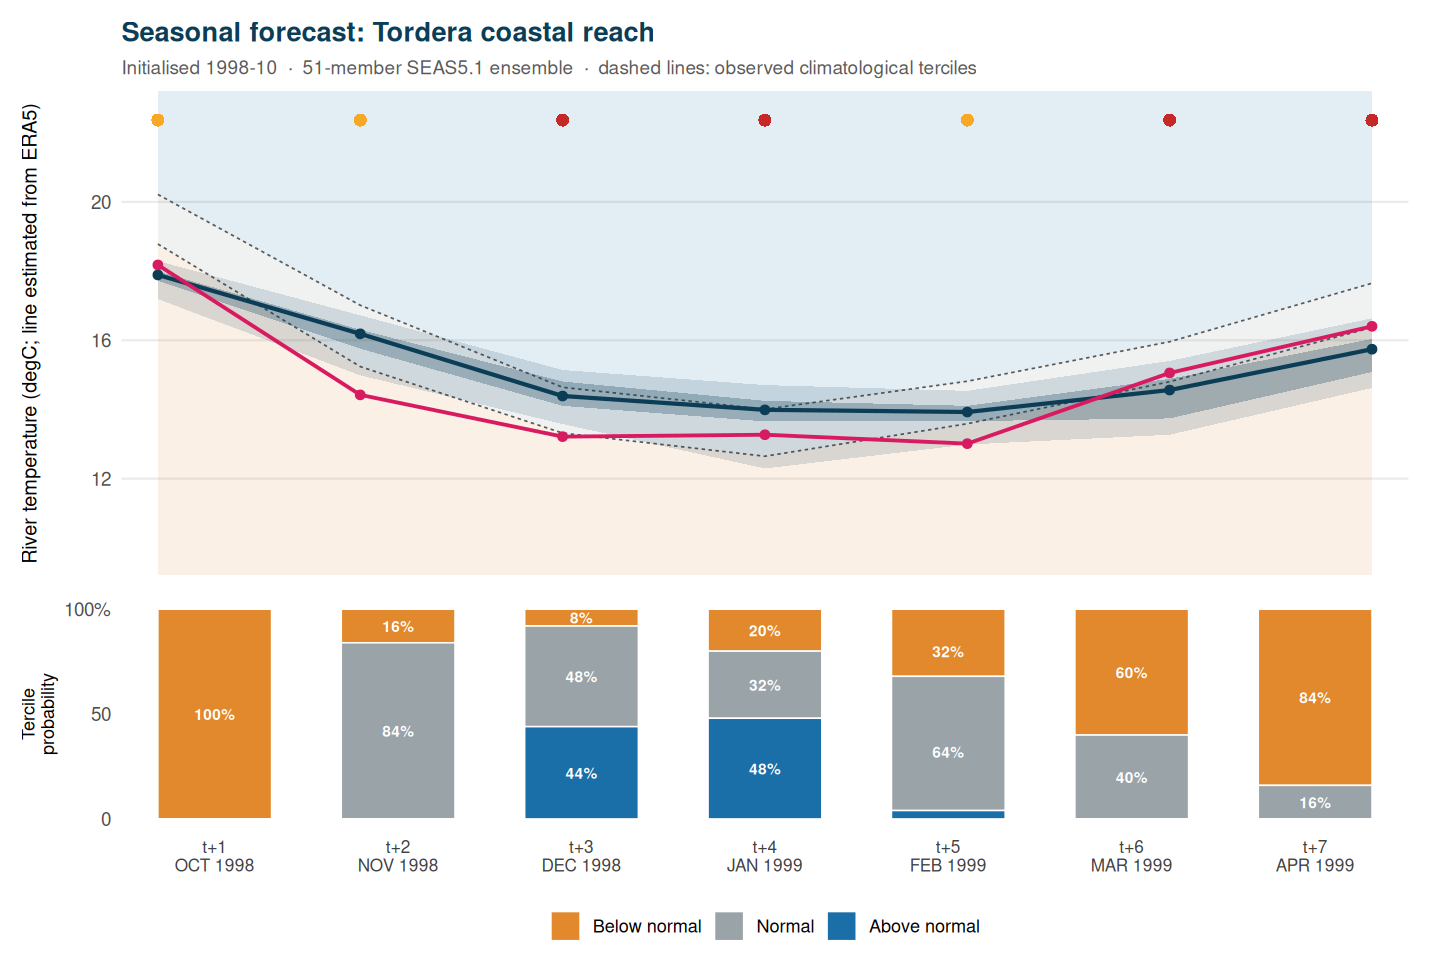 Seasonal forecast: Tordera coastal reach
Initialised 1998-10 · 51-member SEAS5.1 ensemble · dashed lines: observed climatological terciles
River temperature (degC; line estimated from ERA5)
20
16
12
Tercile
probability
100%
50
0
100%
16%
84%
8%
48%
44%
20%
32%
48%
32%
64%
60%
40%
84%
16%
t+1
OCT 1998
t+2
NOV 1998
t+3
DEC 1998
t+4
JAN 1999
t+5
FEB 1999
t+6
MAR 1999
t+7
APR 1999
Below normal
Normal
Above normal